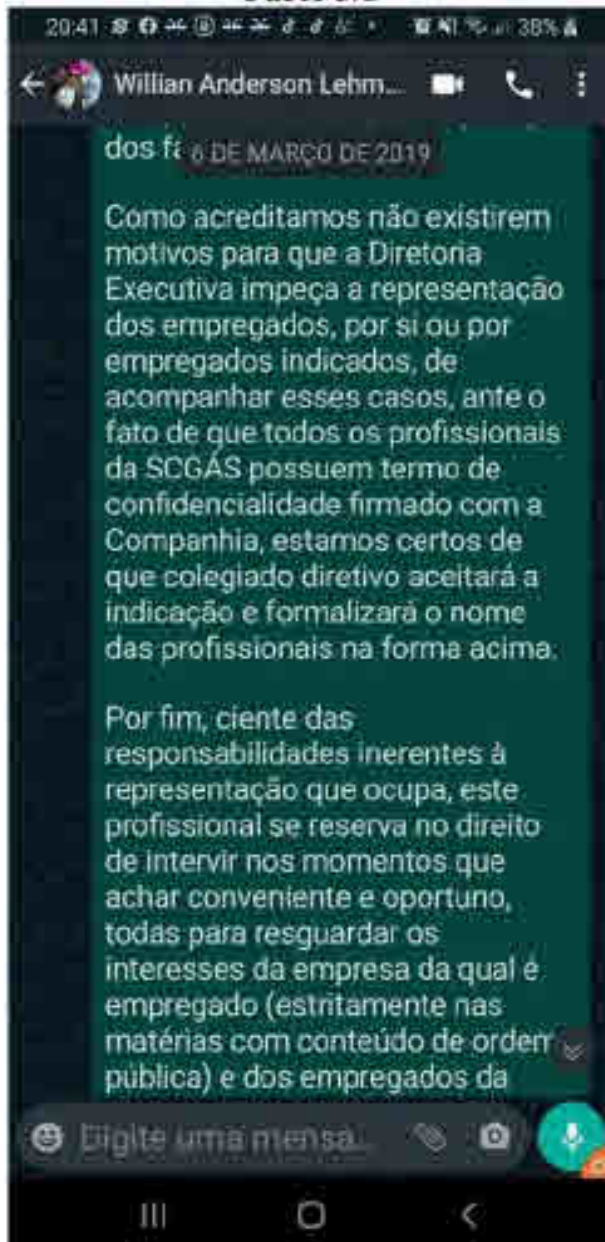 20:41
38%
Willian Anderson Lehm...
dos fa
6 DE MARÇO DE 2019
Como acreditamos não existirem
motivos para que a Diretoria
Executiva impeça a representação
dos empregados, por si ou por
empregados indicados, de
acompanhar esses casos, ante o
fato de que todos os profissionais
da SCGÁS possuem termo de
confidencialidade firmado com a
Companhia, estamos certos de
que colegiado diretivo aceitará a
indicação e formalizará o nome
das profissionais na forma acima.
Por fim, ciente das
responsabilidades inerentes à
representação que ocupa, este
profissional se reserva no direito
de intervir nos momentos que
achar conveniente e oportuno,
todas para resguardar os
interesses da empresa da qual é
empregado (estritamente nas
matérias com conteúdo de ordem
pública) e dos empregados da
Digite uma mensa...